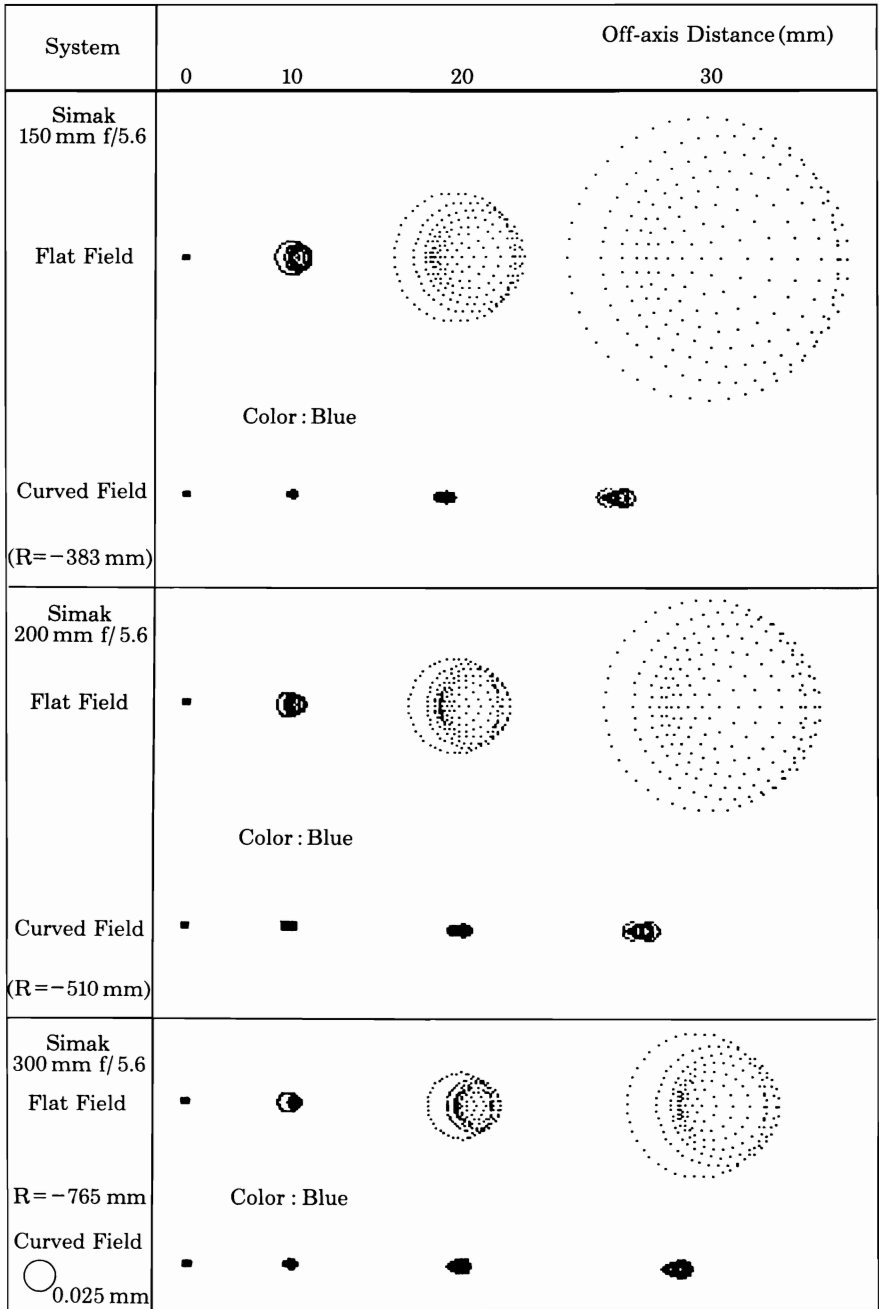 System
Off-axis Distance (mm)
0 10 20 30
Simak
150 mm f/5.6
Flat Field
Color : Blue
Curved Field
(R=−383 mm)
Simak
200 mm f/5.6
Flat Field
Color : Blue
Curved Field
(R=−510 mm)
Simak
300 mm f/5.6
Flat Field
R=−765 mm
Color : Blue
Curved Field
0.025 mm